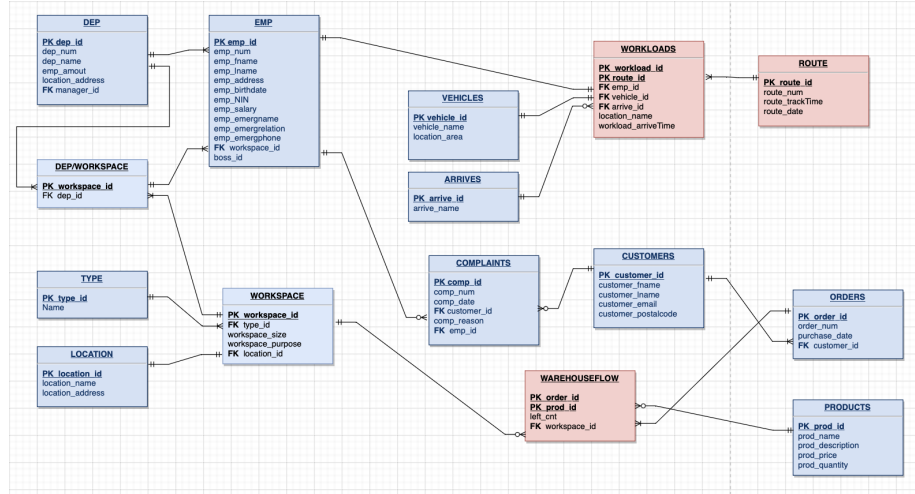 DEP
PK dep_id
dep_num
dep_name
emp_amout
location_address
FK manager_id
EMP
PK emp_id
emp_num
emp_fname
emp_lname
emp_address
emp_birthdate
emp_NIN
emp_salary
emp_emergname
emp_emergrelation
emp_emergphone
FK workspace_id
boss_id
WORKLOADS
PK workload_id
PK route_id
FK emp_id
FK vehicle_id
FK arrive_id
location_name
workload_arriveTime
ROUTE
PK route_id
route_num
route_trackTime
route_date
VEHICLES
PK vehicle_id
vehicle_name
location_area
ARRIVES
PK arrive_id
arrive_name
DEP/WORKSPACE
PK workspace_id
FK dep_id
TYPE
PK type_id
Name
WORKSPACE
PK workspace_id
FK type_id
workspace_size
workspace_purpose
FK location_id
LOCATION
PK location_id
location_name
location_address
COMPLAINTS
PK comp_id
comp_num
comp_date
FK customer_id
comp_reason
FK emp_id
CUSTOMERS
PK customer_id
customer_fname
customer_lname
customer_email
customer_postalcode
ORDERS
PK order_id
order_num
purchase_date
FK customer_id
WAREHOUSEFLOW
PK order_id
PK prod_id
left_cnt
FK workspace_id
PRODUCTS
PK prod_id
prod_name
prod_description
prod_price
prod_quantity